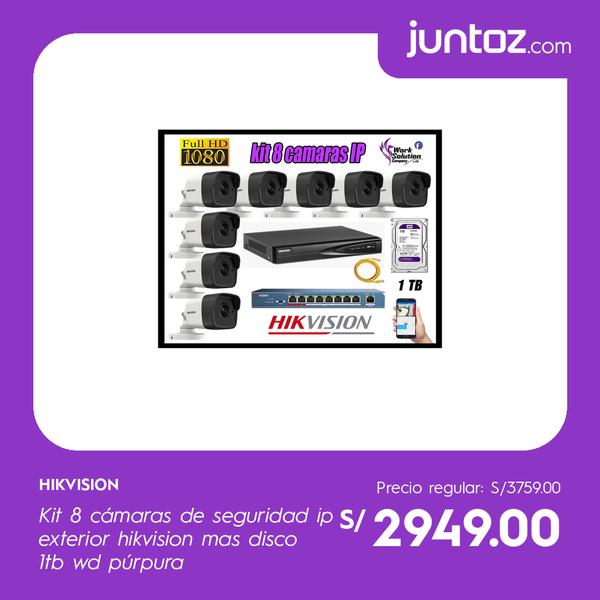 juntoz.com
Full HD
1080
kit 8 camaras IP
Work
Solution
Company
1 TB
HIKVISION
HIKVISION
Precio regular: S/3759.00
Kit 8 cámaras de seguridad ip
exterior hikvision mas disco
1tb wd púrpura
S/ 2949.00